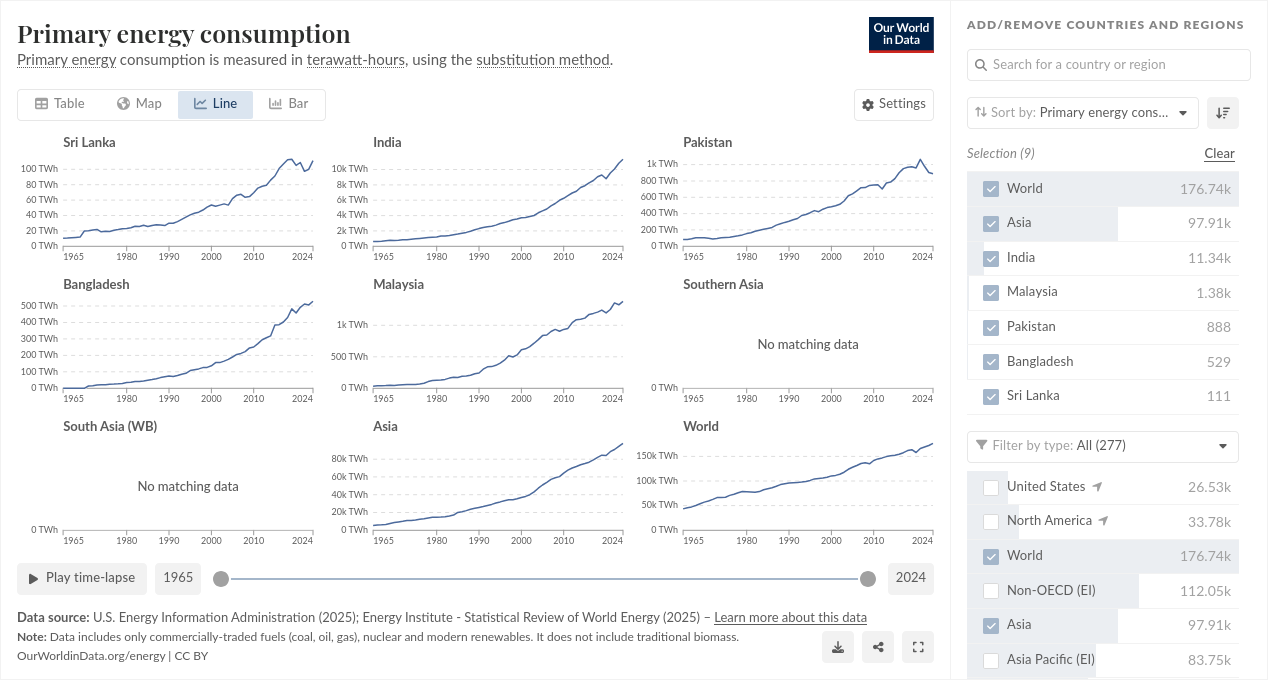 Primary energy consumption
Our World
in Data
Primary energy consumption is measured in terawatt-hours, using the substitution method.
Table
Map
Line
Bar
Settings
Sri Lanka
100 TWh
80 TWh
60 TWh
40 TWh
20 TWh
0 TWh
1965 1980 1990 2000 2010 2024
India
10k TWh
8k TWh
6k TWh
4k TWh
2k TWh
0 TWh
1965 1980 1990 2000 2010 2024
Pakistan
1k TWh
800 TWh
600 TWh
400 TWh
200 TWh
0 TWh
1965 1980 1990 2000 2010 2024
Bangladesh
500 TWh
400 TWh
300 TWh
200 TWh
100 TWh
0 TWh
1965 1980 1990 2000 2010 2024
Malaysia
1k TWh
500 TWh
0 TWh
1965 1980 1990 2000 2010 2024
Southern Asia
No matching data
0 TWh
1965 1980 1990 2000 2010 2024
South Asia (WB)
No matching data
0 TWh
1965 1980 1990 2000 2010 2024
Asia
80k TWh
60k TWh
40k TWh
20k TWh
0 TWh
1965 1980 1990 2000 2010 2024
World
150k TWh
100k TWh
50k TWh
0 TWh
1965 1980 1990 2000 2010 2024
Play time-lapse
1965
2024
Data source: U.S. Energy Information Administration (2025); Energy Institute - Statistical Review of World Energy (2025) – Learn more about this data
Note: Data includes only commercially-traded fuels (coal, oil, gas), nuclear and modern renewables. It does not include traditional biomass.
OurWorldinData.org/energy | CC BY
ADD/REMOVE COUNTRIES AND REGIONS
Search for a country or region
Sort by: Primary energy cons...
Selection (9)
Clear
World 176.74k
Asia 97.91k
India 11.34k
Malaysia 1.38k
Pakistan 888
Bangladesh 529
Sri Lanka 111
Filter by type: All (277)
United States 26.53k
North America 33.78k
World 176.74k
Non-OECD (EI) 112.05k
Asia 97.91k
Asia Pacific (EI) 83.75k